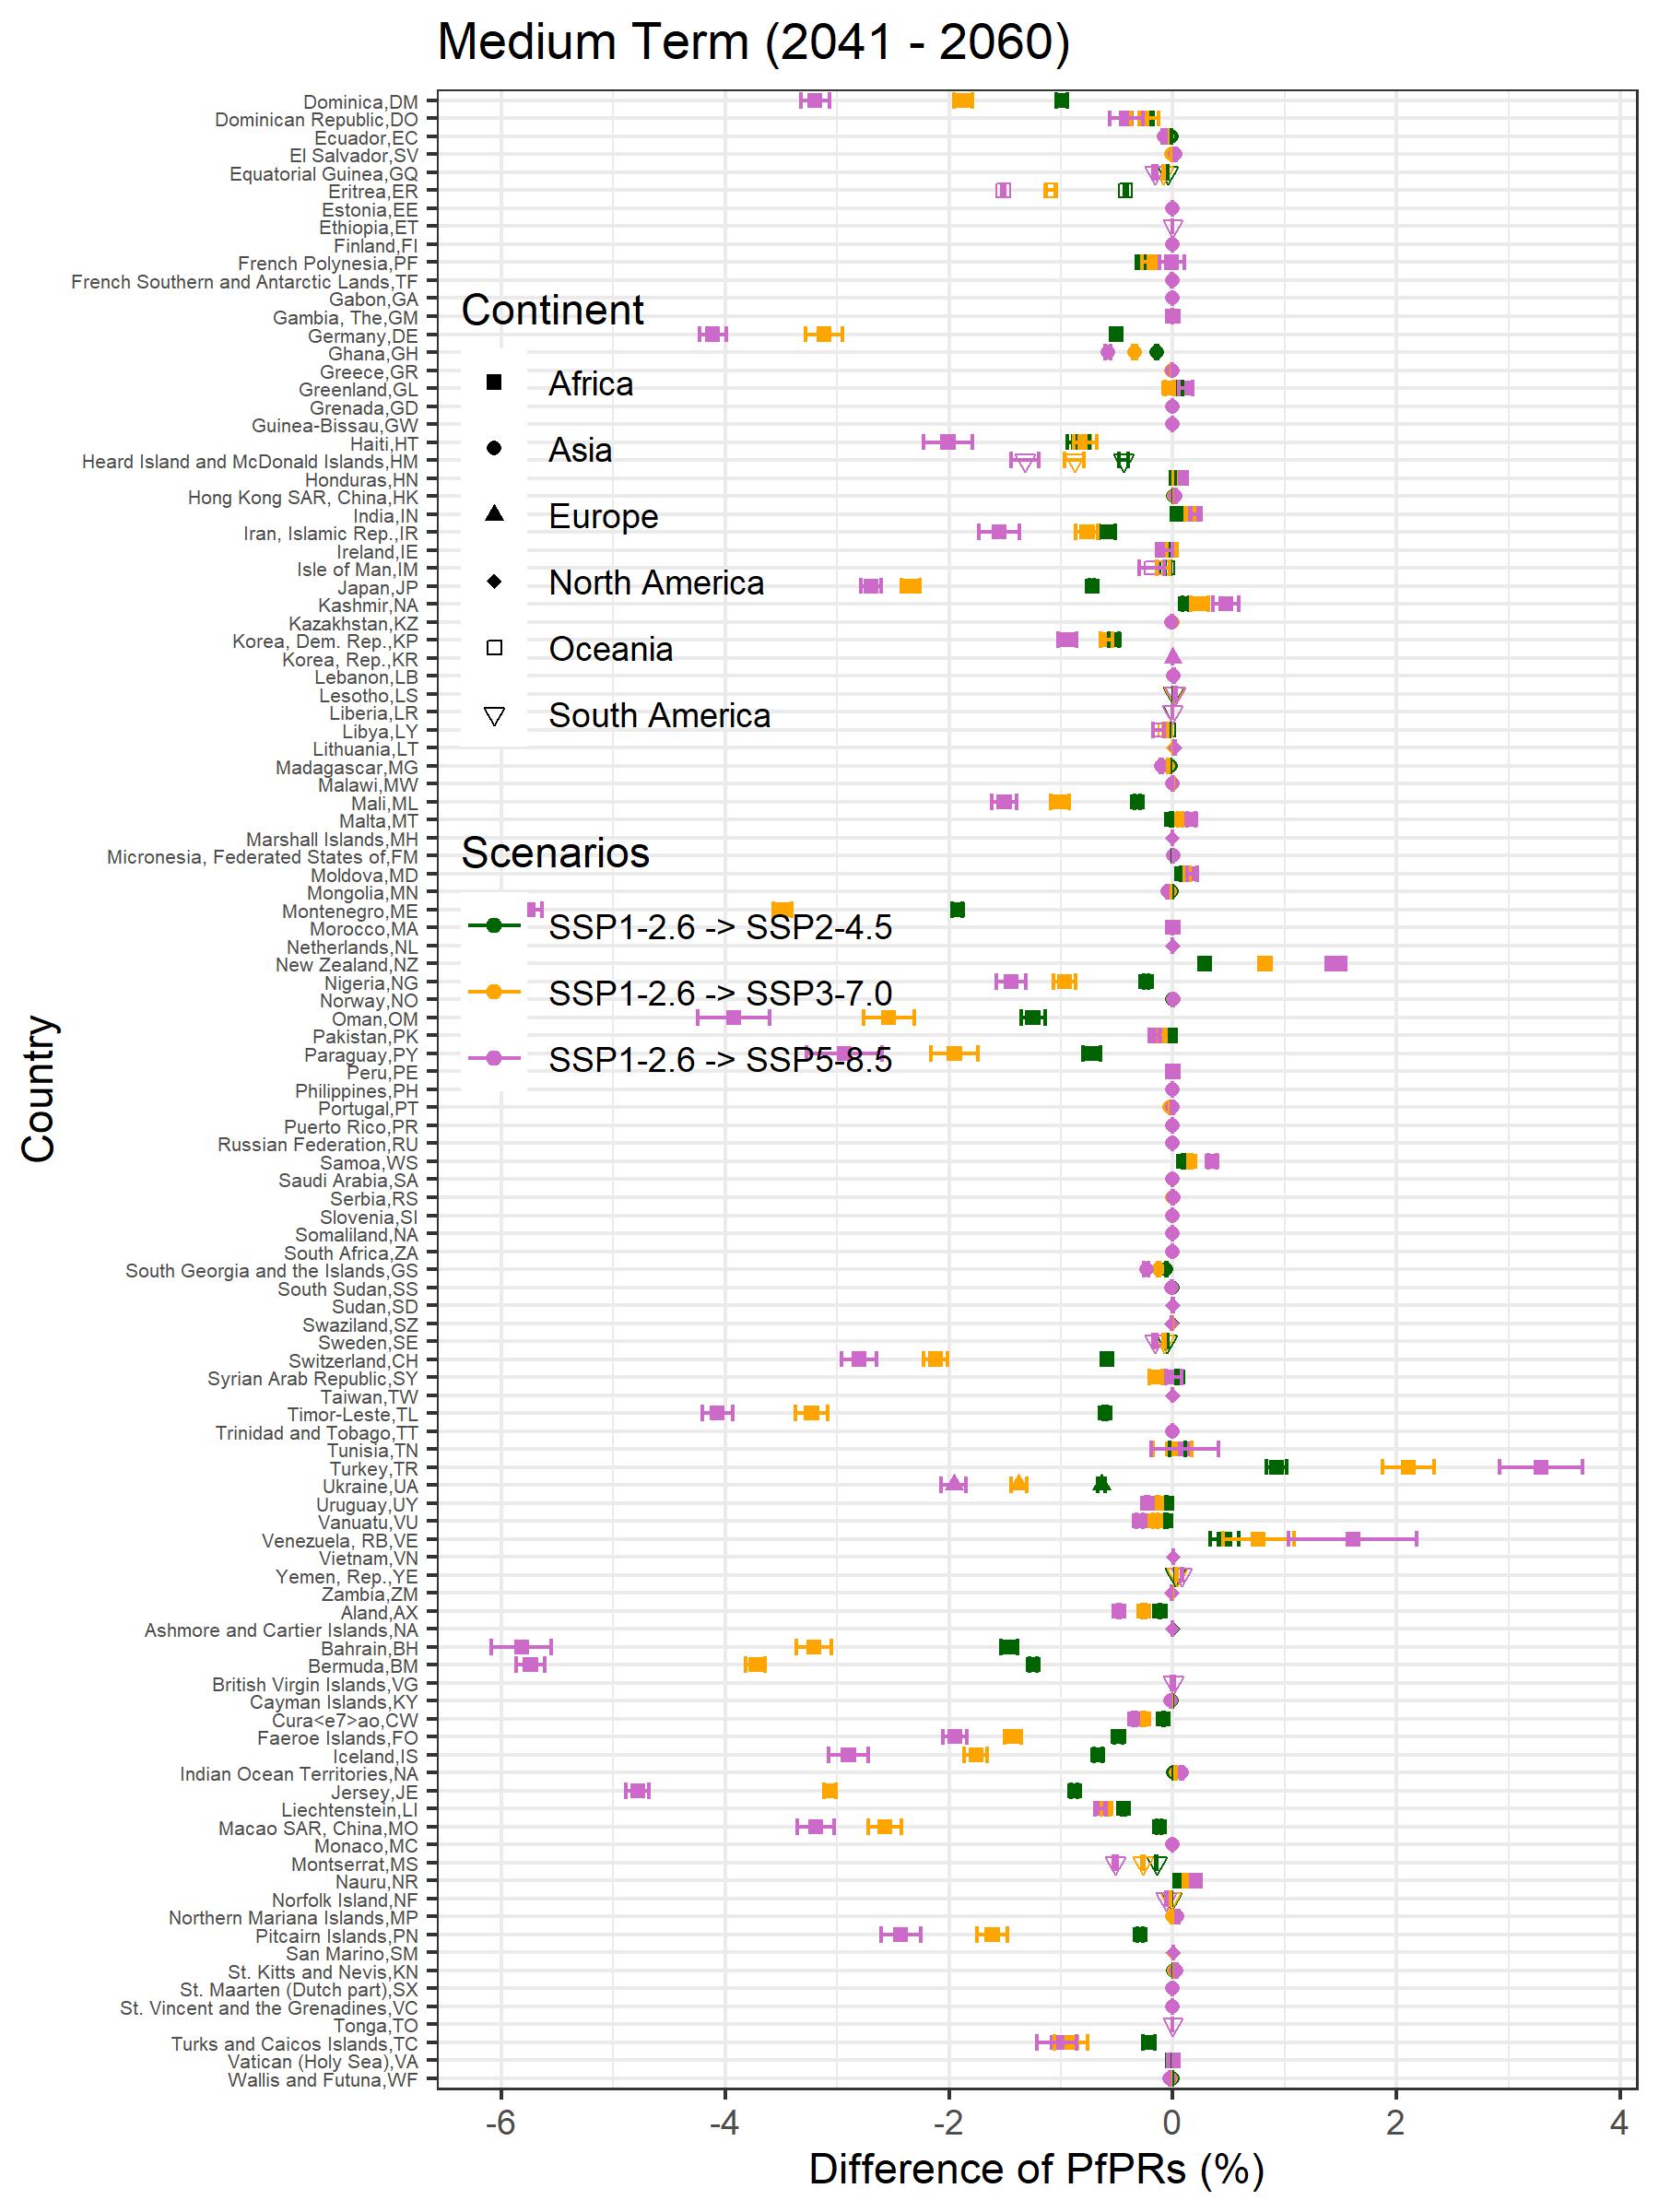 Medium Term (2041 - 2060)
Country
Dominica,DM
Dominican Republic,DO
Ecuador,EC
El Salvador,SV
Equatorial Guinea,GQ
Eritrea,ER
Estonia,EE
Ethiopia,ET
Finland,FI
French Polynesia,PF
French Southern and Antarctic Lands,TF
Gabon,GA
Gambia, The,GM
Germany,DE
Ghana,GH
Greece,GR
Greenland,GL
Grenada,GD
Guinea-Bissau,GW
Haiti,HT
Heard Island and McDonald Islands,HM
Honduras,HN
Hong Kong SAR, China,HK
India,IN
Iran, Islamic Rep.,IR
Ireland,IE
Isle of Man,IM
Japan,JP
Kashmir,NA
Kazakhstan,KZ
Korea, Dem. Rep.,KP
Korea, Rep.,KR
Lebanon,LB
Lesotho,LS
Liberia,LR
Libya,LY
Lithuania,LT
Madagascar,MG
Malawi,MW
Mali,ML
Malta,MT
Marshall Islands,MH
Micronesia, Federated States of,FM
Moldova,MD
Mongolia,MN
Montenegro,ME
Morocco,MA
Netherlands,NL
New Zealand,NZ
Nigeria,NG
Norway,NO
Oman,OM
Pakistan,PK
Paraguay,PY
Peru,PE
Philippines,PH
Portugal,PT
Puerto Rico,PR
Russian Federation,RU
Samoa,WS
Saudi Arabia,SA
Serbia,RS
Slovenia,SI
Somaliland,NA
South Africa,ZA
South Georgia and the Islands,GS
South Sudan,SS
Sudan,SD
Swaziland,SZ
Sweden,SE
Switzerland,CH
Syrian Arab Republic,SY
Taiwan,TW
Timor-Leste,TL
Trinidad and Tobago,TT
Tunisia,TN
Turkey,TR
Ukraine,UA
Uruguay,UY
Vanuatu,VU
Venezuela, RB,VE
Vietnam,VN
Yemen, Rep.,YE
Zambia,ZM
Aland,AX
Ashmore and Cartier Islands,NA
Bahrain,BH
Bermuda,BM
British Virgin Islands,VG
Cayman Islands,KY
Cura<e7>ao,CW
Faeroe Islands,FO
Iceland,IS
Indian Ocean Territories,NA
Jersey,JE
Liechtenstein,LI
Macao SAR, China,MO
Monaco,MC
Montserrat,MS
Nauru,NR
Norfolk Island,NF
Northern Mariana Islands,MP
Pitcairn Islands,PN
San Marino,SM
St. Kitts and Nevis,KN
St. Maarten (Dutch part),SX
St. Vincent and the Grenadines,VC
Tonga,TO
Turks and Caicos Islands,TC
Vatican (Holy Sea),VA
Wallis and Futuna,WF
Continent
Africa
Asia
Europe
North America
Oceania
South America
Scenarios
SSP1-2.6 -> SSP2-4.5
SSP1-2.6 -> SSP3-7.0
SSP1-2.6 -> SSP5-8.5
-6 -4 -2 0 2 4
Difference of PfPRs (%)